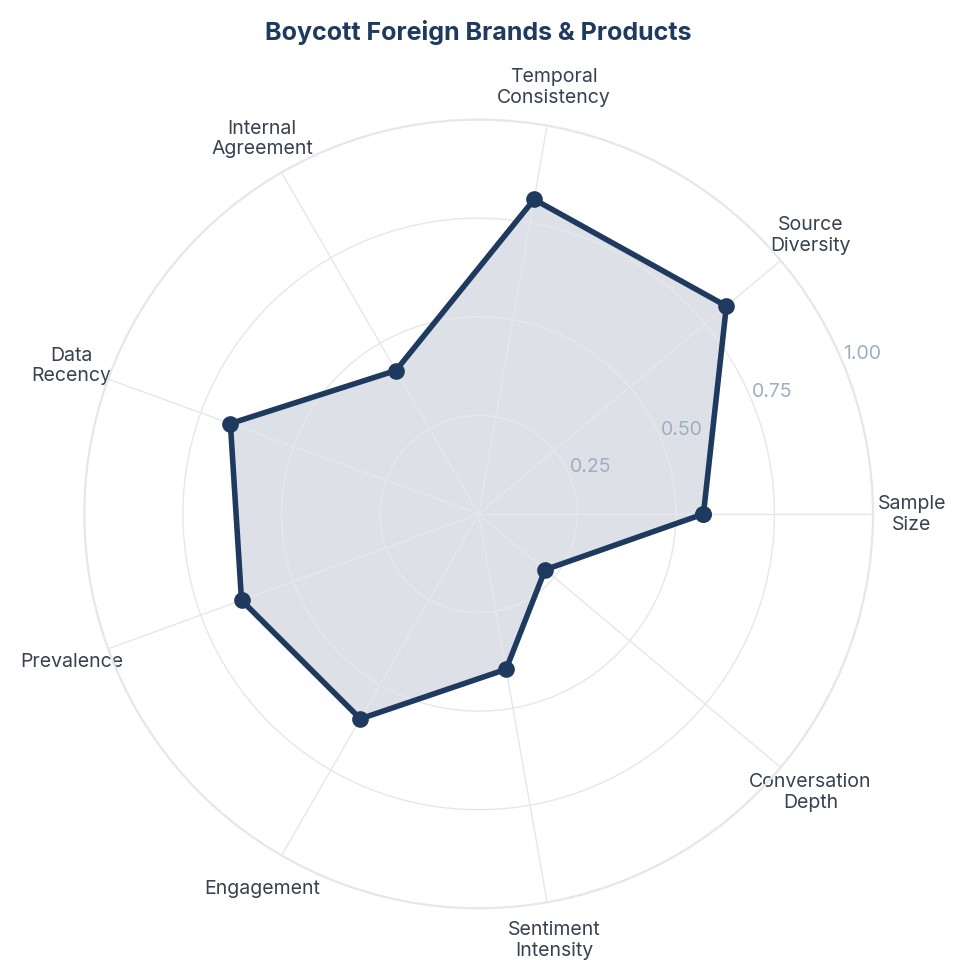 Boycott Foreign Brands & Products
Temporal
Consistency
Internal
Agreement
Source
Diversity
Data
Recency
1.00
0.75
0.50
0.25
Sample
Size
Prevalence
Conversation
Depth
Engagement
Sentiment
Intensity